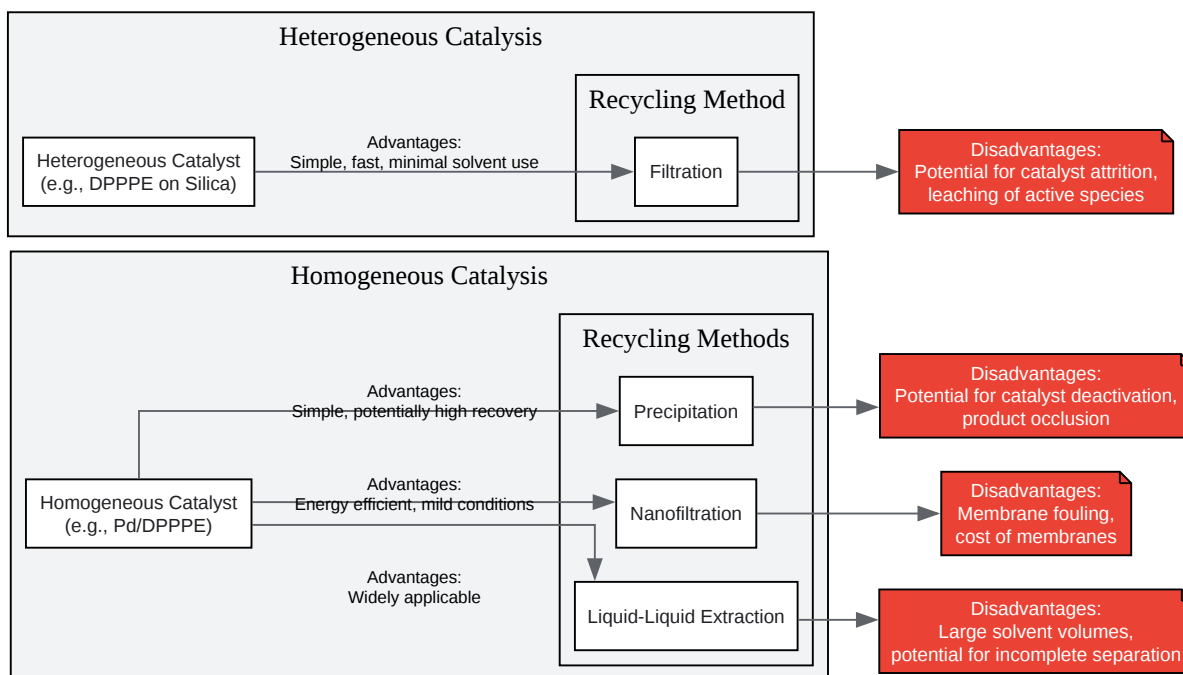 Heterogeneous Catalysis
Recycling Method
Heterogeneous Catalyst
(e.g., DPPPE on Silica)
Advantages:
Simple, fast, minimal solvent use
Filtration
Disadvantages:
Potential for catalyst attrition,
leaching of active species
Homogeneous Catalysis
Recycling Methods
Homogeneous Catalyst
(e.g., Pd/DPPPE)
Advantages:
Simple, potentially high recovery
Precipitation
Disadvantages:
Potential for catalyst deactivation,
product occlusion
Advantages:
Energy efficient, mild conditions
Nanofiltration
Disadvantages:
Membrane fouling,
cost of membranes
Advantages:
Widely applicable
Liquid-Liquid Extraction
Disadvantages:
Large solvent volumes,
potential for incomplete separation